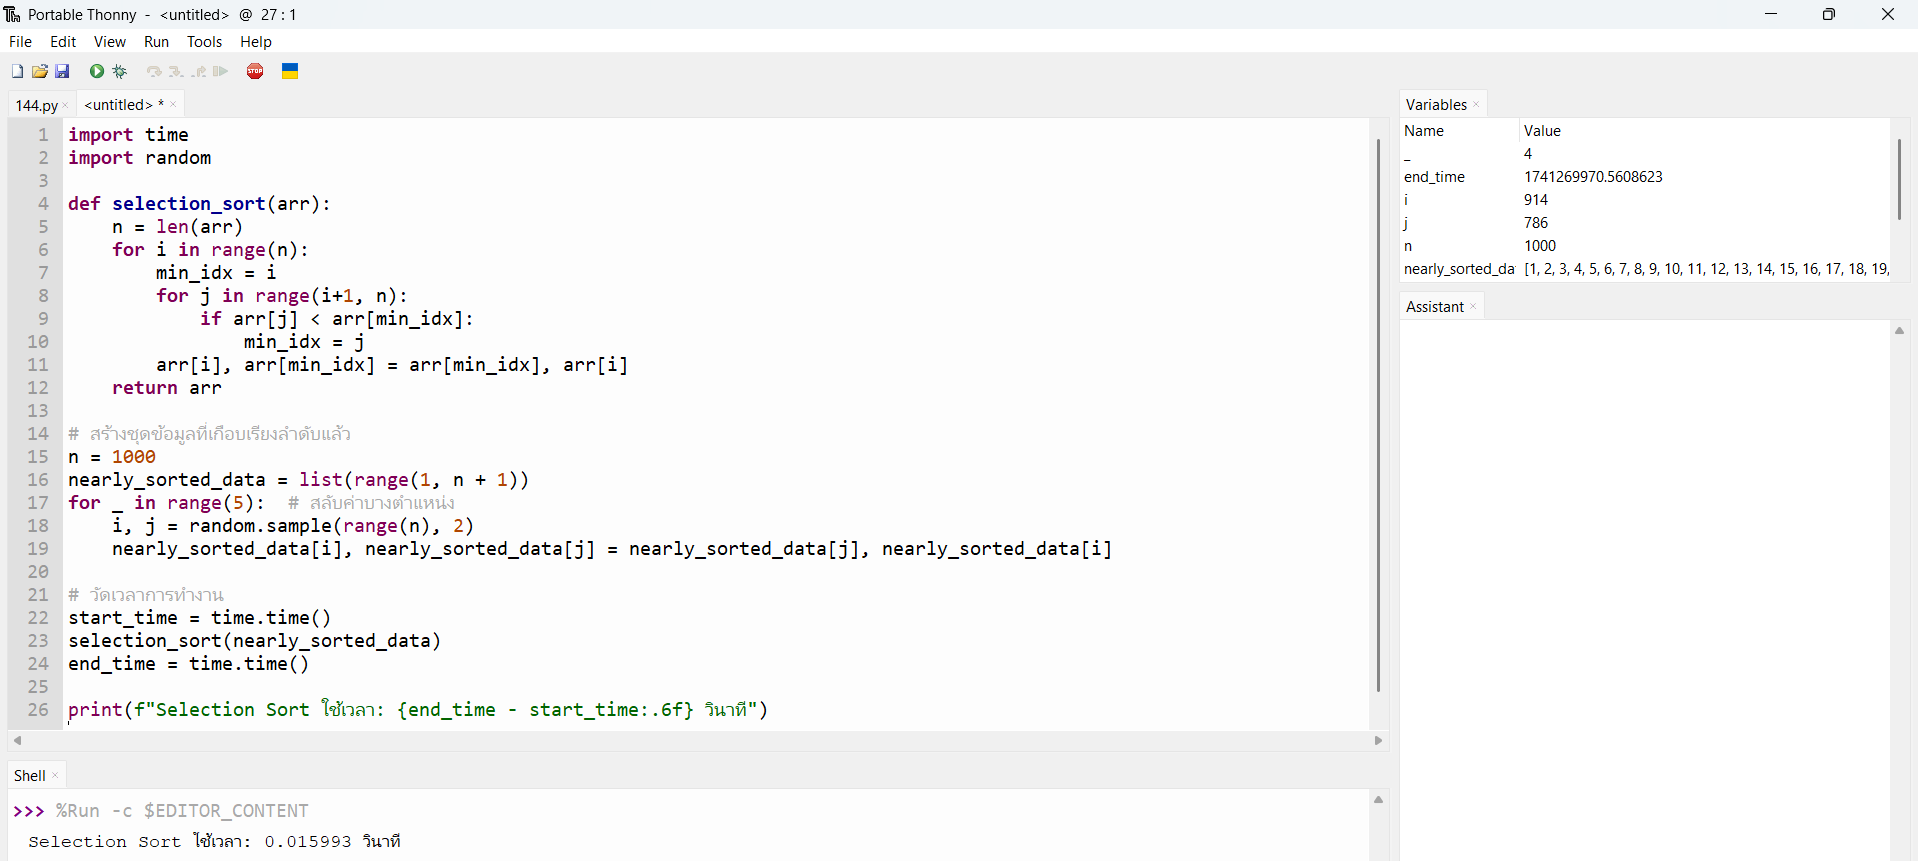 Portable Thonny - <untitled> @ 27 : 1
File Edit View Run Tools Help
144.py
<untitled> *
1 import time
2 import random
3
4 def selection_sort(arr):
5     n = len(arr)
6     for i in range(n):
7         min_idx = i
8         for j in range(i+1, n):
9             if arr[j] < arr[min_idx]:
10                 min_idx = j
11         arr[i], arr[min_idx] = arr[min_idx], arr[i]
12     return arr
13
14 # สร้างชุดข้อมูลที่เกือบเรียงลำดับแล้ว
15 n = 1000
16 nearly_sorted_data = list(range(1, n + 1))
17 for _ in range(5):  # สลับค่าบางตำแหน่ง
18     i, j = random.sample(range(n), 2)
19     nearly_sorted_data[i], nearly_sorted_data[j] = nearly_sorted_data[j], nearly_sorted_data[i]
20
21 # วัดเวลาการทำงาน
22 start_time = time.time()
23 selection_sort(nearly_sorted_data)
24 end_time = time.time()
25
26 print(f"Selection Sort ใช้เวลา: {end_time - start_time:.6f} วินาที")
Shell
>>> %Run -c $EDITOR_CONTENT
Selection Sort ใช้เวลา: 0.015993 วินาที
Variables
Name Value
_ 4
end_time 1741269970.5608623
i 914
j 786
n 1000
nearly_sorted_da [1, 2, 3, 4, 5, 6, 7, 8, 9, 10, 11, 12, 13, 14, 15, 16, 17, 18, 19,
Assistant